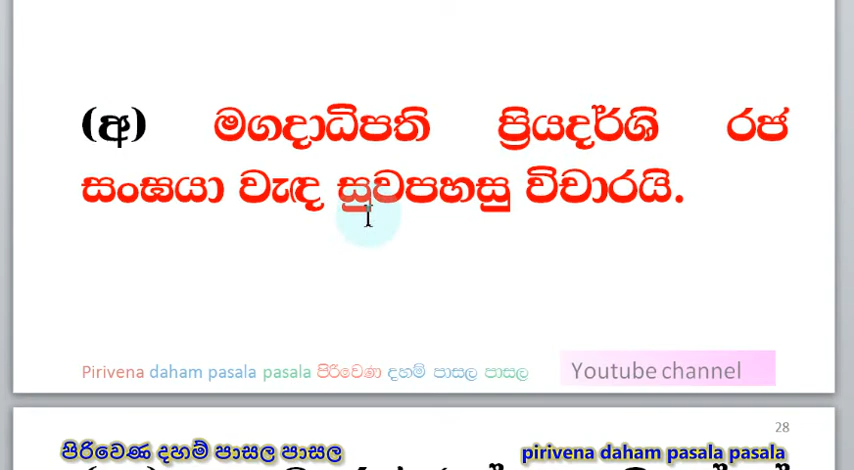 (අ) මගදාධිපති ප්‍රියදර්ශි රජ්
සංඝයා වැඳ සුවපහසු විචාරයි.
Pirivena daham pasala pasala පිරිවෙණ දහම් පාසල පාසල
Youtube channel
28
පිරිවෙණ දහම් පාසල පාසල
pirivena daham pasala pasala